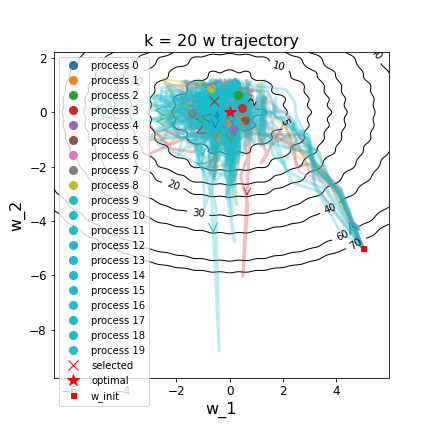 k = 20 w trajectory
process 0
process 1
process 2
process 3
process 4
process 5
process 6
process 7
process 8
process 9
process 10
process 11
process 12
process 13
process 14
process 15
process 16
process 17
process 18
process 19
selected
optimal
w_init
2
0
−2
−4
−6
−8
w_2
10
2
5
20
30
40
60
70
−6
−4
−2
0
2
4
w_1